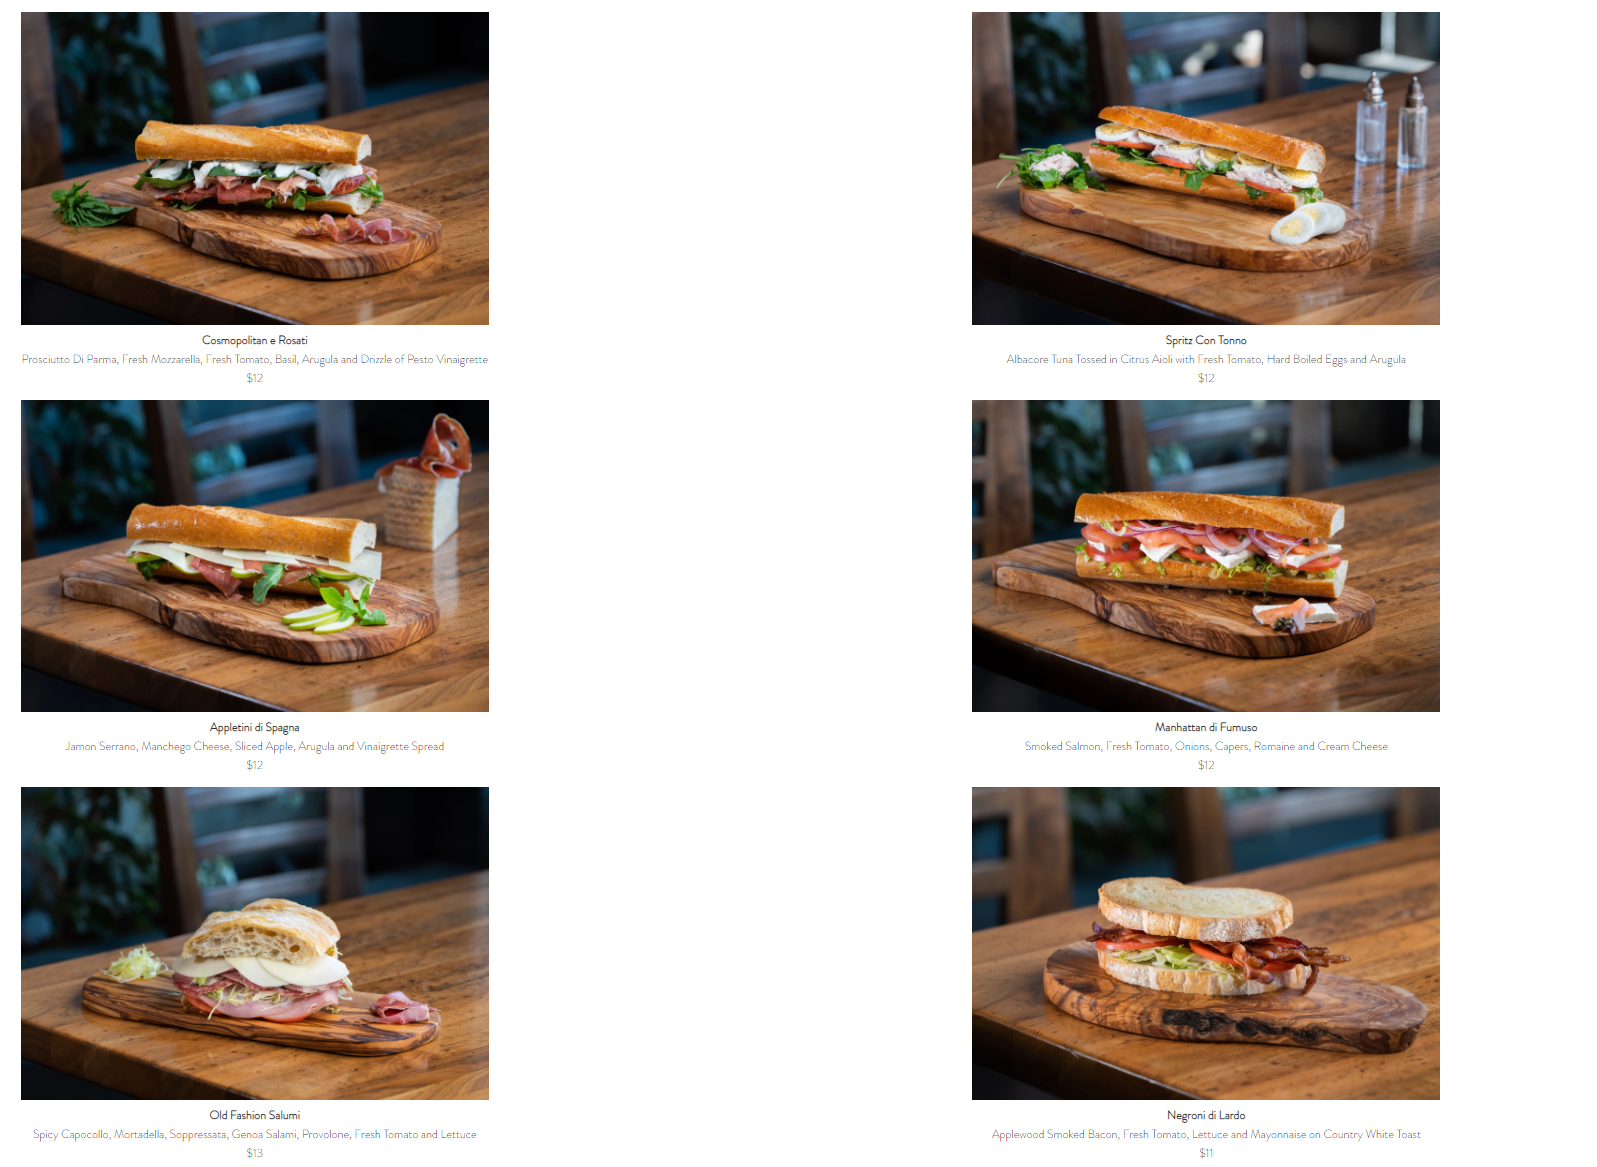 Cosmopolitan e Rosati
Prosciutto Di Parma, Fresh Mozzarella, Fresh Tomato, Basil, Arugula and Drizzle of Pesto Vinaigrette
$12
Spritz Con Tonno
Albacore Tuna Tossed in Citrus Aioli with Fresh Tomato, Hard Boiled Eggs and Arugula
$12
Appletini di Spagna
Jamon Serrano, Manchego Cheese, Sliced Apple, Arugula and Vinaigrette Spread
$12
Manhattan di Fumuso
Smoked Salmon, Fresh Tomato, Onions, Capers, Romaine and Cream Cheese
$12
Old Fashion Salumi
Spicy Capocollo, Mortadella, Soppressata, Genoa Salami, Provolone, Fresh Tomato and Lettuce
$13
Negroni di Lardo
Applewood Smoked Bacon, Fresh Tomato, Lettuce and Mayonnaise on Country White Toast
$11